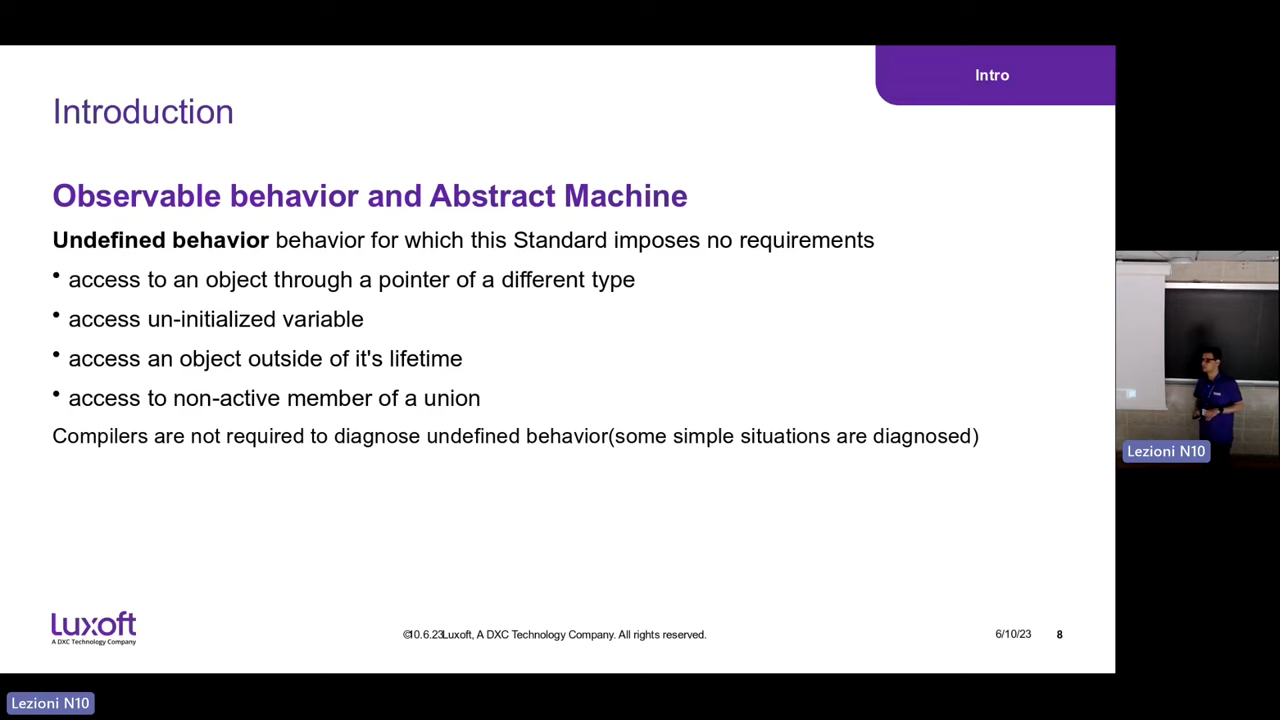 Intro
Introduction
Observable behavior and Abstract Machine
Undefined behavior behavior for which this Standard imposes no requirements
• access to an object through a pointer of a different type
• access un-initialized variable
• access an object outside of it's lifetime
• access to non-active member of a union
Compilers are not required to diagnose undefined behavior(some simple situations are diagnosed)
Luxoft
A DXC Technology Company
©10.6.23Luxoft, A DXC Technology Company. All rights reserved.
6/10/23
8
Lezioni N10
Lezioni N10